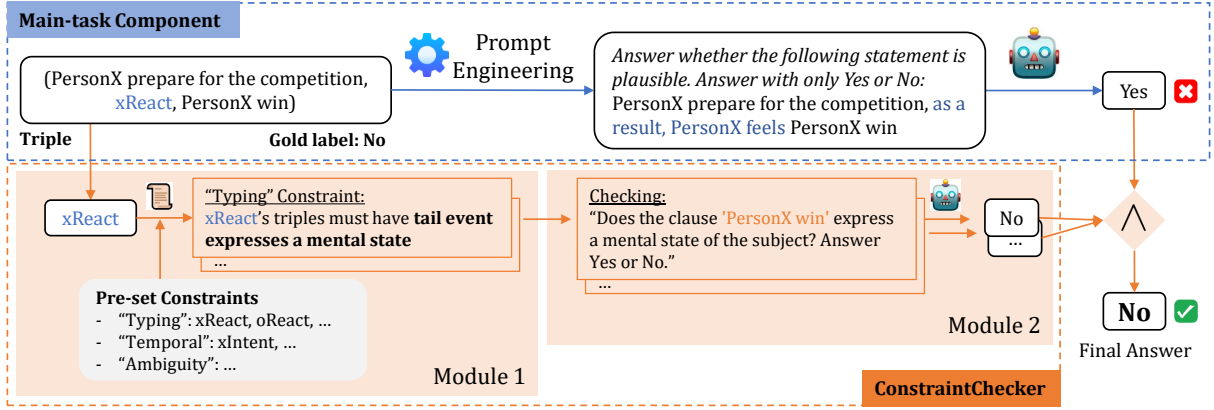 Main-task Component
(PersonX prepare for the competition,
xReact, PersonX win)
Triple
Gold label: No
Prompt
Engineering
Answer whether the following statement is
plausible. Answer with only Yes or No:
PersonX prepare for the competition, as a
result, PersonX feels PersonX win
Yes
xReact
"Typing" Constraint:
xReact's triples must have tail event
expresses a mental state
...
Pre-set Constraints
- "Typing": xReact, oReact, ...
- "Temporal": xIntent, ...
- "Ambiguity": ...
Module 1
Checking:
"Does the clause 'PersonX win' express
a mental state of the subject? Answer
Yes or No."
...
Module 2
No
...
∧
No
Final Answer
ConstraintChecker